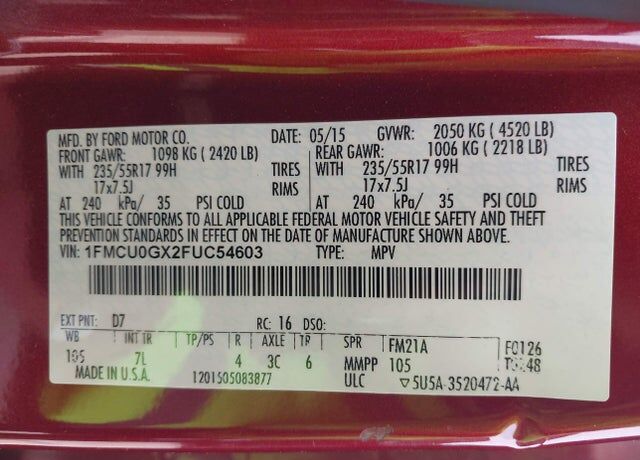 MFD. BY FORD MOTOR CO. DATE: 05/15 GVWR: 2050 KG ( 4520 LB)
FRONT GAWR: 1098 KG ( 2420 LB) REAR GAWR: 1006 KG ( 2218 LB)
WITH 235/55R17 99H TIRES WITH 235/55R17 99H TIRES
17x7.5J RIMS 17x7.5J RIMS
AT 240 kPa/ 35 PSI COLD AT 240 kPa/ 35 PSI COLD
THIS VEHICLE CONFORMS TO ALL APPLICABLE FEDERAL MOTOR VEHICLE SAFETY AND THEFT
PREVENTION STANDARDS IN EFFECT ON THE DATE OF MANUFACTURE SHOWN ABOVE.
VIN: 1FMCU0GX2FUC54603 TYPE: MPV
EXT PNT: D7 RC: 16 DSO:
WB INT TR TP/PS R AXLE TR SPR FM21A F0126
105 7L 4 3C 6 MMPP 105
MADE IN U.S.A. 1201505083877 ULC ▽5U5A-3520472-AA